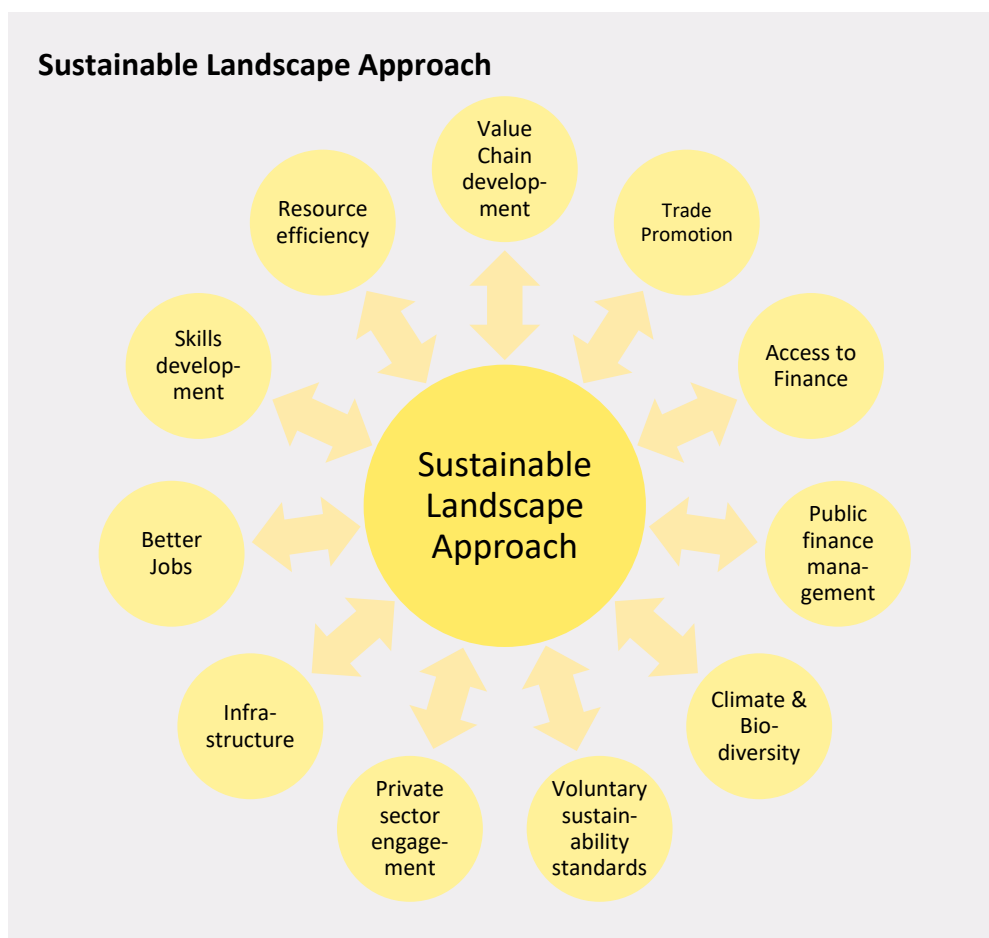 Sustainable Landscape Approach
Value
Chain
develop-
ment
Trade
Promotion
Access to
Finance
Public
finance
mana-
gement
Climate &
Bio-
diversity
Voluntary
sustain-
ability
standards
Private
sector
engage-
ment
Infra-
structure
Better
Jobs
Skills
develop-
ment
Resource
efficiency
Sustainable
Landscape
Approach